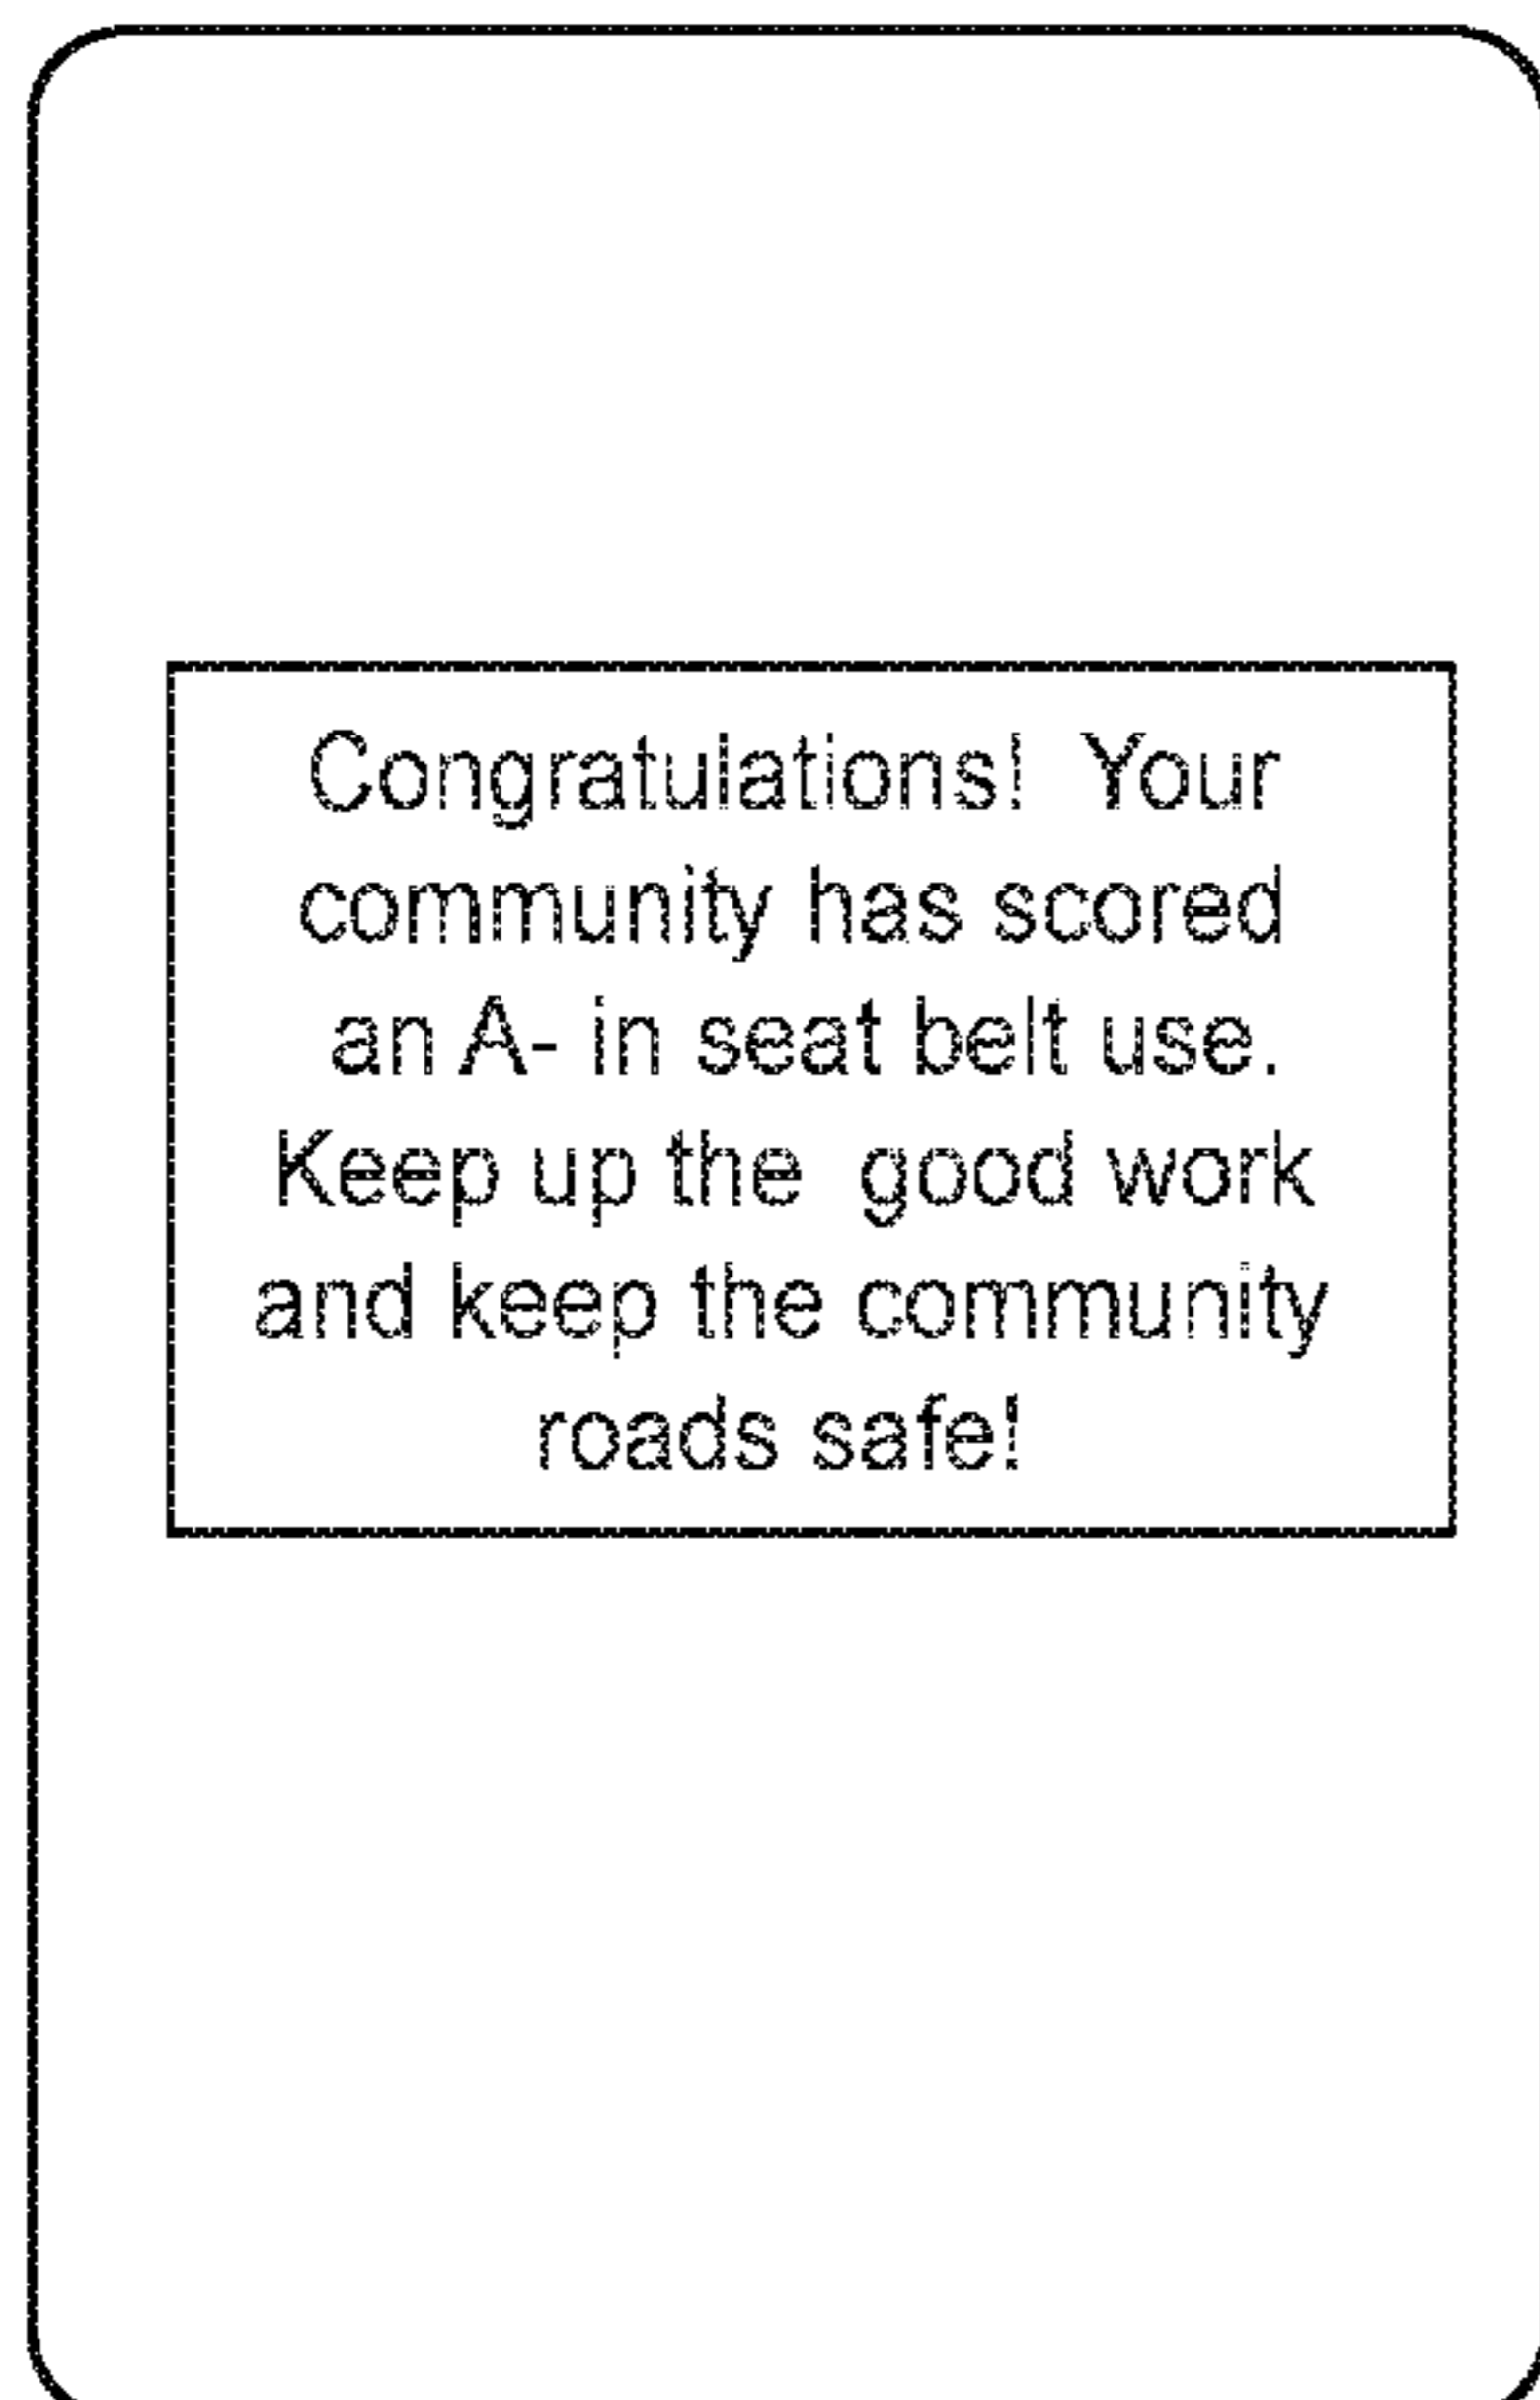 Congratulations!  Your
community has scored
an A- in seat belt use.
Keep up the  good work
and keep the community
roads safe!